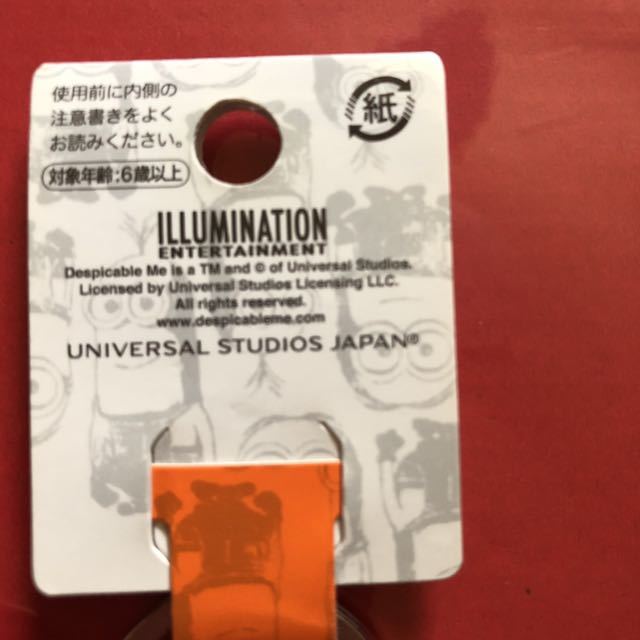 使用前に内側の
注意書きをよく
お読みください。
対象年齢:6歳以上
紙
ILLUMINATION
ENTERTAINMENT
Despicable Me is a TM and © of Universal Studios.
Licensed by Universal Studios Licensing LLC.
All rights reserved.
www.despicableme.com
UNIVERSAL STUDIOS JAPAN®